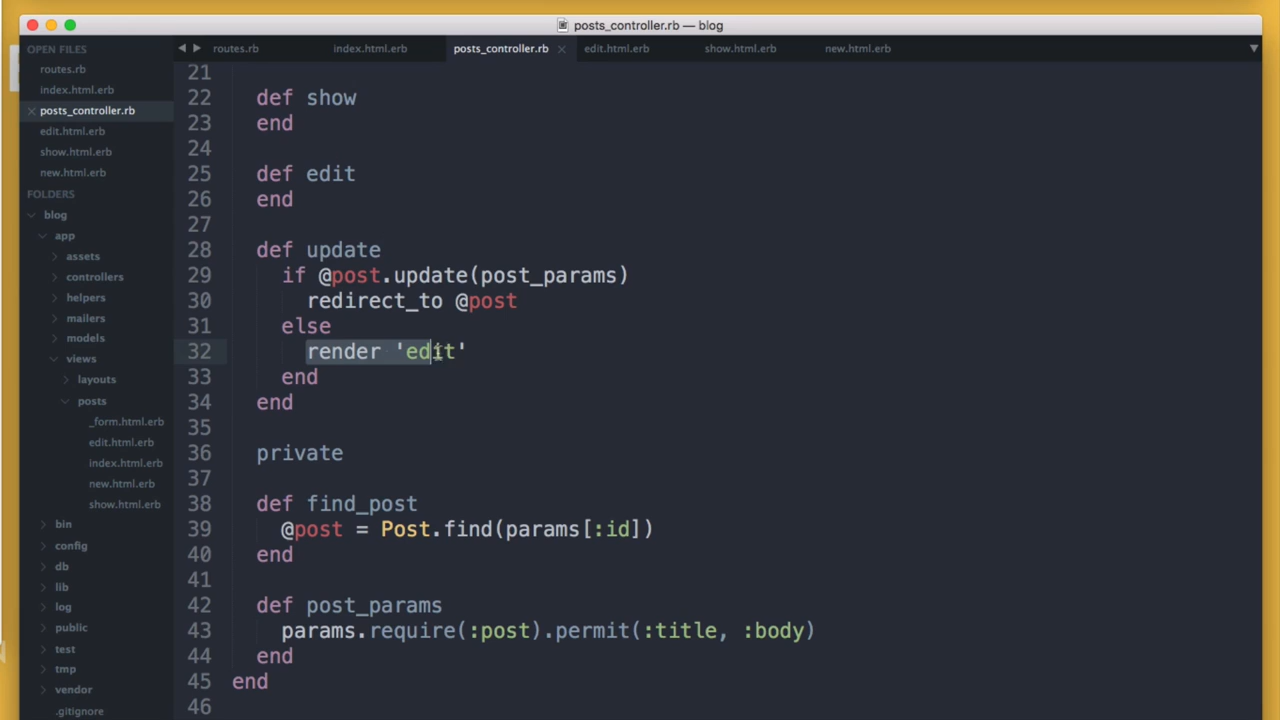 posts_controller.rb — blog
OPEN FILES
routes.rb
index.html.erb
posts_controller.rb
edit.html.erb
show.html.erb
new.html.erb
FOLDERS
blog
app
assets
controllers
helpers
mailers
models
views
layouts
posts
_form.html.erb
edit.html.erb
index.html.erb
new.html.erb
show.html.erb
bin
config
db
lib
log
public
test
tmp
vendor
.gitignore
routes.rb index.html.erb posts_controller.rb edit.html.erb show.html.erb new.html.erb
21
22 def show
23 end
24
25 def edit
26 end
27
28 def update
29 if @post.update(post_params)
30 redirect_to @post
31 else
32 render 'edit'
33 end
34 end
35
36 private
37
38 def find_post
39 @post = Post.find(params[:id])
40 end
41
42 def post_params
43 params.require(:post).permit(:title, :body)
44 end
45 end
46